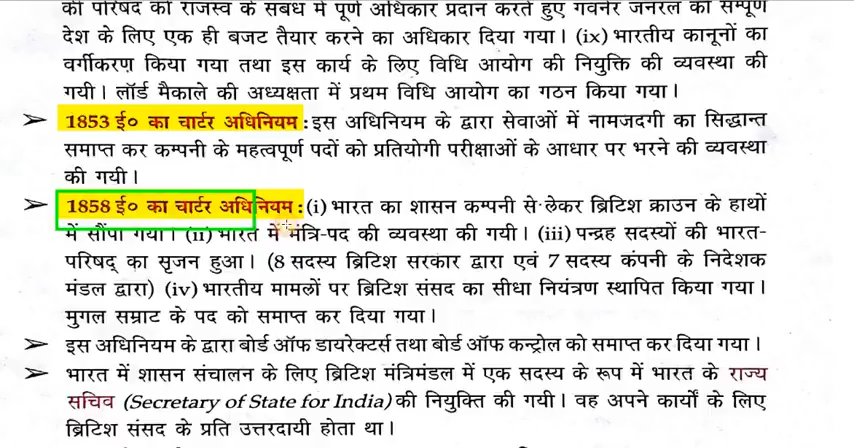 की परिषद को राजस्व के संबंध में पूर्ण अधिकार प्रदान करते हुए गवर्नर जनरल को सम्पूर्ण
देश के लिए एक ही बजट तैयार करने का अधिकार दिया गया। (ix) भारतीय कानूनों का
वर्गीकरण किया गया तथा इस कार्य के लिए विधि आयोग की नियुक्ति की व्यवस्था की
गयी। लॉर्ड मैकाले की अध्यक्षता में प्रथम विधि आयोग का गठन किया गया।
➤ 1853 ई० का चार्टर अधिनियम : इस अधिनियम के द्वारा सेवाओं में नामजदगी का सिद्धान्त
समाप्त कर कम्पनी के महत्वपूर्ण पदों को प्रतियोगी परीक्षाओं के आधार पर भरने की व्यवस्था
की गयी।
➤ 1858 ई० का चार्टर अधिनियम : (i) भारत का शासन कम्पनी से लेकर ब्रिटिश क्राउन के हाथों
में सौंपा गया। (ii) भारत में मंत्रि-पद की व्यवस्था की गयी। (iii) पन्द्रह सदस्यों की भारत-
परिषद् का सृजन हुआ। (8 सदस्य ब्रिटिश सरकार द्वारा एवं 7 सदस्य कंपनी के निदेशक
मंडल द्वारा) (iv) भारतीय मामलों पर ब्रिटिश संसद का सीधा नियंत्रण स्थापित किया गया।
मुगल सम्राट के पद को समाप्त कर दिया गया।
➤ इस अधिनियम के द्वारा बोर्ड ऑफ डायरेक्टर्स तथा बोर्ड ऑफ कन्ट्रोल को समाप्त कर दिया गया।
➤ भारत में शासन संचालन के लिए ब्रिटिश मंत्रिमंडल में एक सदस्य के रूप में भारत के राज्य
सचिव (Secretary of State for India) की नियुक्ति की गयी। वह अपने कार्यों के लिए
ब्रिटिश संसद के प्रति उत्तरदायी होता था।